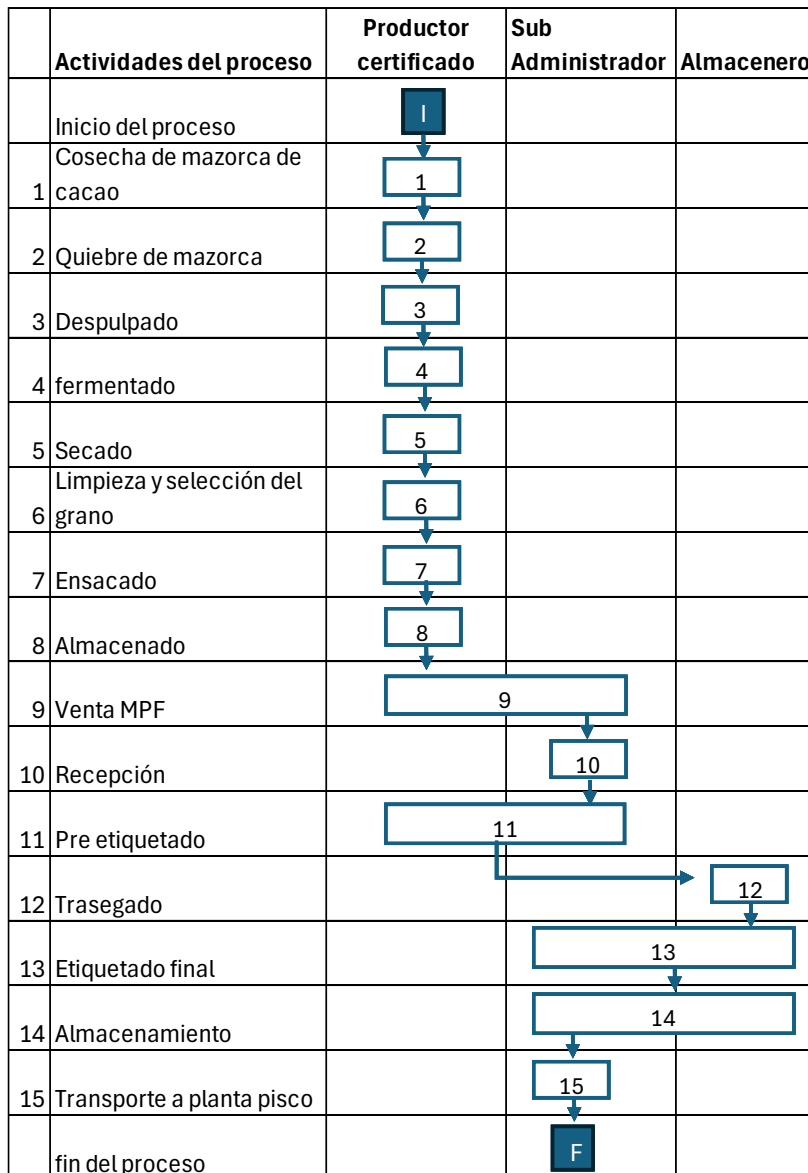 Actividades del proceso
Productor certificado
Sub Administrador
Almacenero
Inicio del proceso
I
1 Cosecha de mazorca de cacao
1
2 Quiebre de mazorca
2
3 Despulpado
3
4 fermentado
4
5 Secado
5
6 Limpieza y selección del grano
6
7 Ensacado
7
8 Almacenado
8
9 Venta MPF
9
10 Recepción
10
11 Pre etiquetado
11
12 Trasegado
12
13 Etiquetado final
13
14 Almacenamiento
14
15 Transporte a planta pisco
15
fin del proceso
F